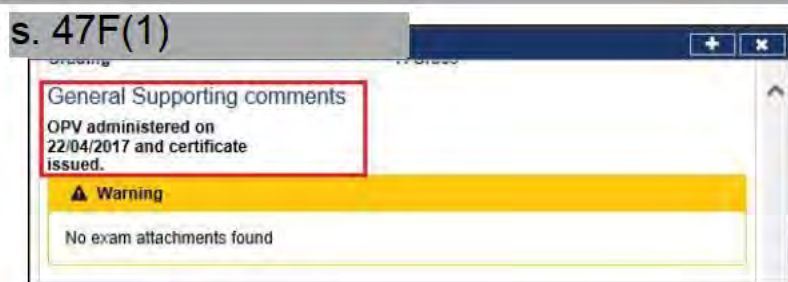 s. 47F(1)
General Supporting comments
OPV administered on
22/04/2017 and certificate
issued.
Warning
No exam attachments found